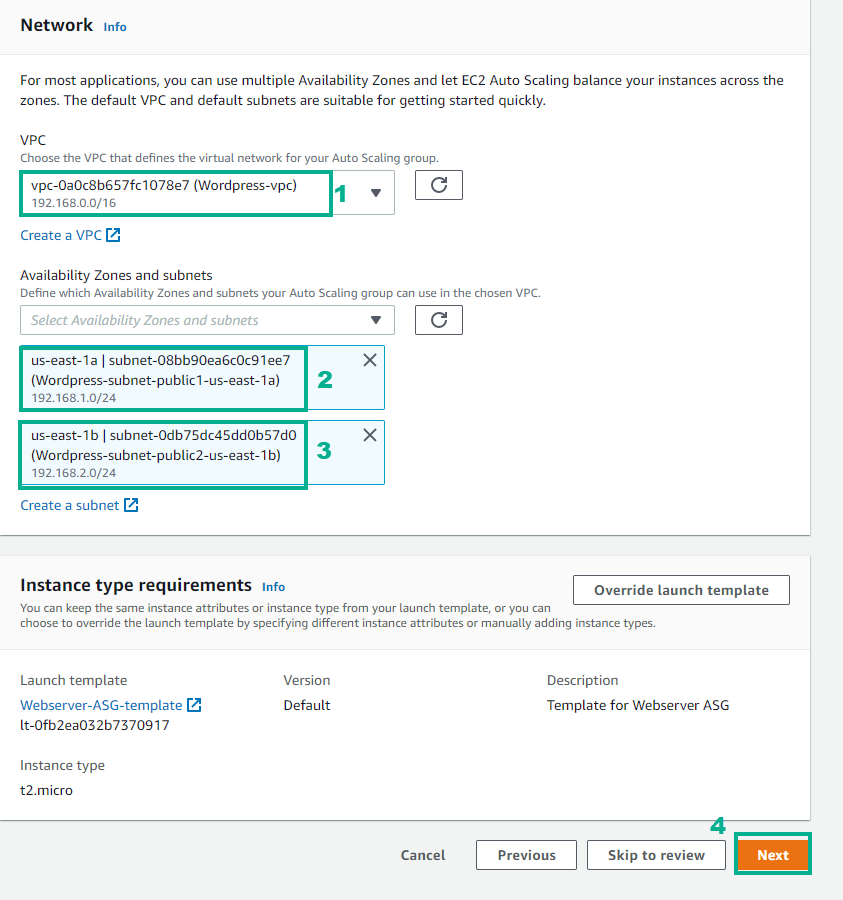 Network Info
For most applications, you can use multiple Availability Zones and let EC2 Auto Scaling balance your instances across the
zones. The default VPC and default subnets are suitable for getting started quickly.
VPC
Choose the VPC that defines the virtual network for your Auto Scaling group.
vpc-0a0c8b657fc1078e7 (Wordpress-vpc)
192.168.0.0/16
1
Create a VPC
Availability Zones and subnets
Define which Availability Zones and subnets your Auto Scaling group can use in the chosen VPC.
Select Availability Zones and subnets
us-east-1a | subnet-08bb90ea6c0c91ee7
(Wordpress-subnet-public1-us-east-1a)
192.168.1.0/24
2
us-east-1b | subnet-0db75dc45dd0b57d0
(Wordpress-subnet-public2-us-east-1b)
192.168.2.0/24
3
Create a subnet
Instance type requirements Info
You can keep the same instance attributes or instance type from your launch template, or you can
choose to override the launch template by specifying different instance attributes or manually adding instance types.
Override launch template
Launch template
Webserver-ASG-template
lt-0fb2ea032b7370917
Version
Default
Description
Template for Webserver ASG
Instance type
t2.micro
4
Cancel
Previous
Skip to review
Next